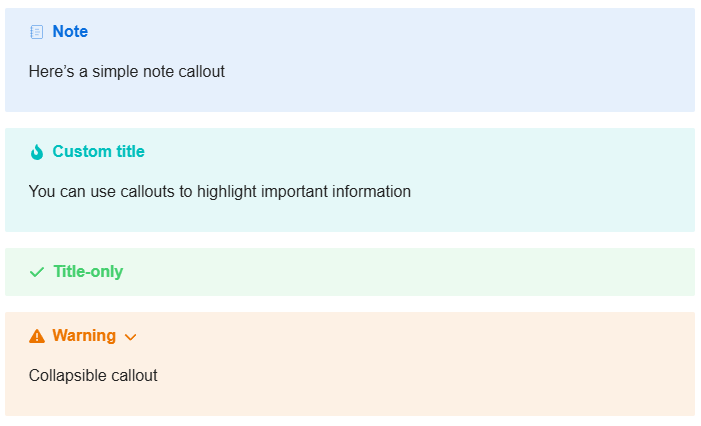 Note
Here’s a simple note callout
Custom title
You can use callouts to highlight important information
Title-only
Warning
Collapsible callout